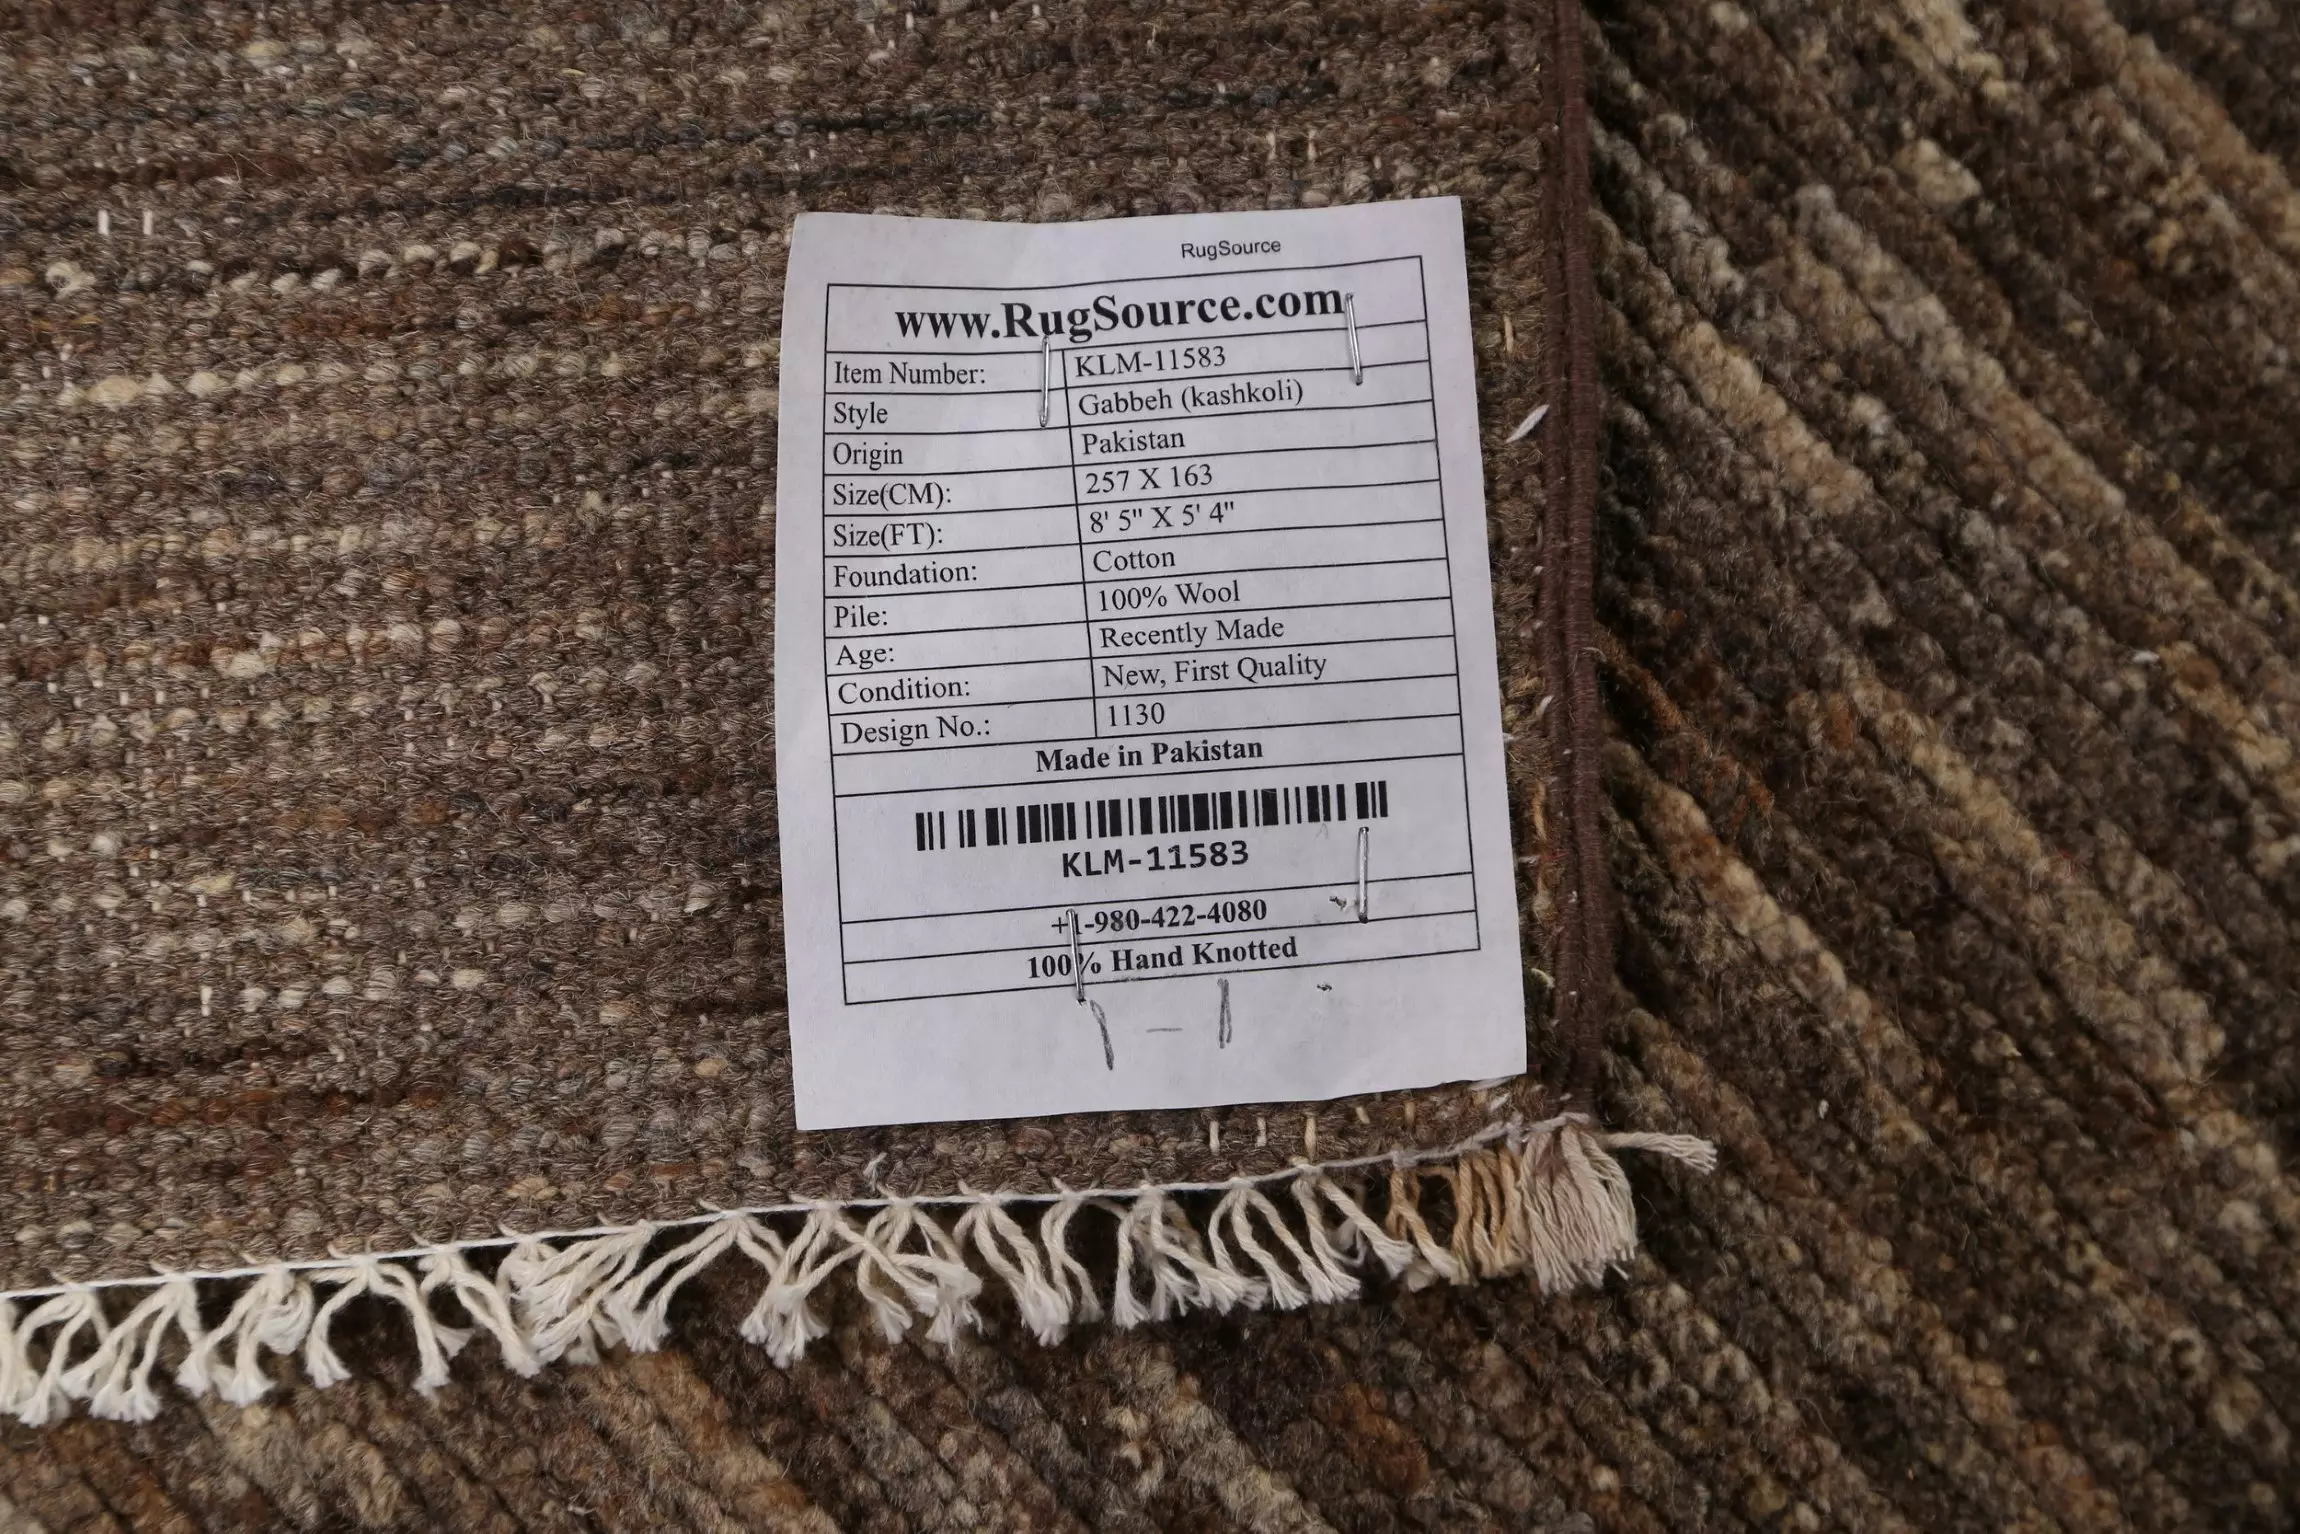 RugSource
www.RugSource.com
Item Number: KLM-11583
Style Gabbeh (kashkoli)
Origin Pakistan
Size(CM): 257 X 163
Size(FT): 8' 5" X 5' 4"
Foundation: Cotton
Pile: 100% Wool
Age: Recently Made
Condition: New, First Quality
Design No.: 1130
Made in Pakistan
KLM-11583
+1-980-422-4080
100% Hand Knotted
1 - 1